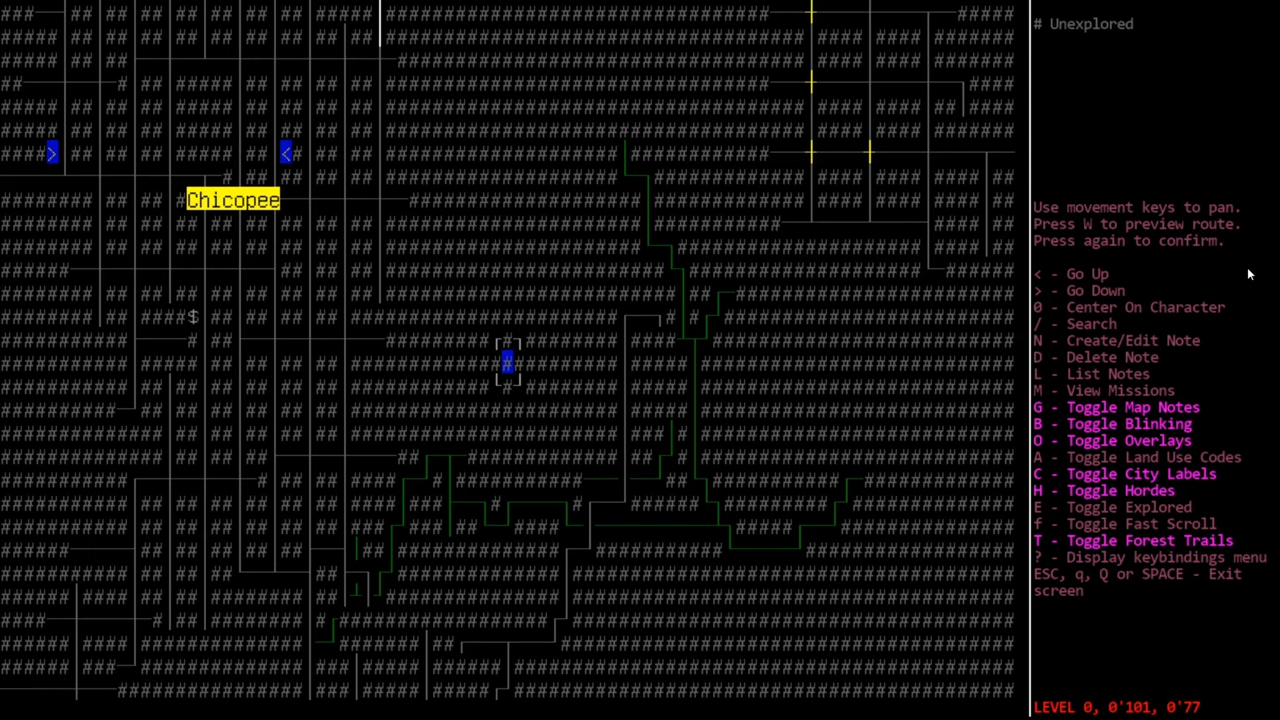 # Unexplored
>
<
Chicopee
$
Use movement keys to pan.
Press W to preview route.
Press again to confirm.
< - Go Up
> - Go Down
0 - Center On Character
/ - Search
N - Create/Edit Note
D - Delete Note
L - List Notes
M - View Missions
G - Toggle Map Notes
B - Toggle Blinking
O - Toggle Overlays
A - Toggle Land Use Codes
C - Toggle City Labels
H - Toggle Hordes
E - Toggle Explored
f - Toggle Fast Scroll
T - Toggle Forest Trails
? - Display keybindings menu
ESC, q, Q or SPACE - Exit
screen
LEVEL 0, 0'101, 0'77